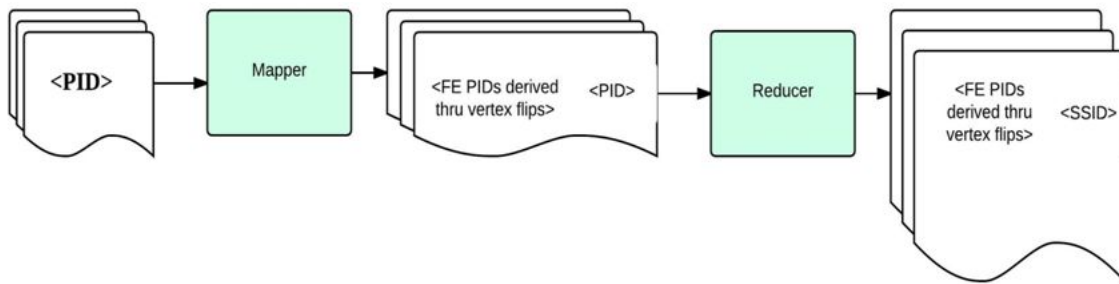 <PID>
Mapper
<FE PIDs derived
thru vertex flips>
<PID>
Reducer
<FE PIDs
derived thru
vertex flips>
<SSID>